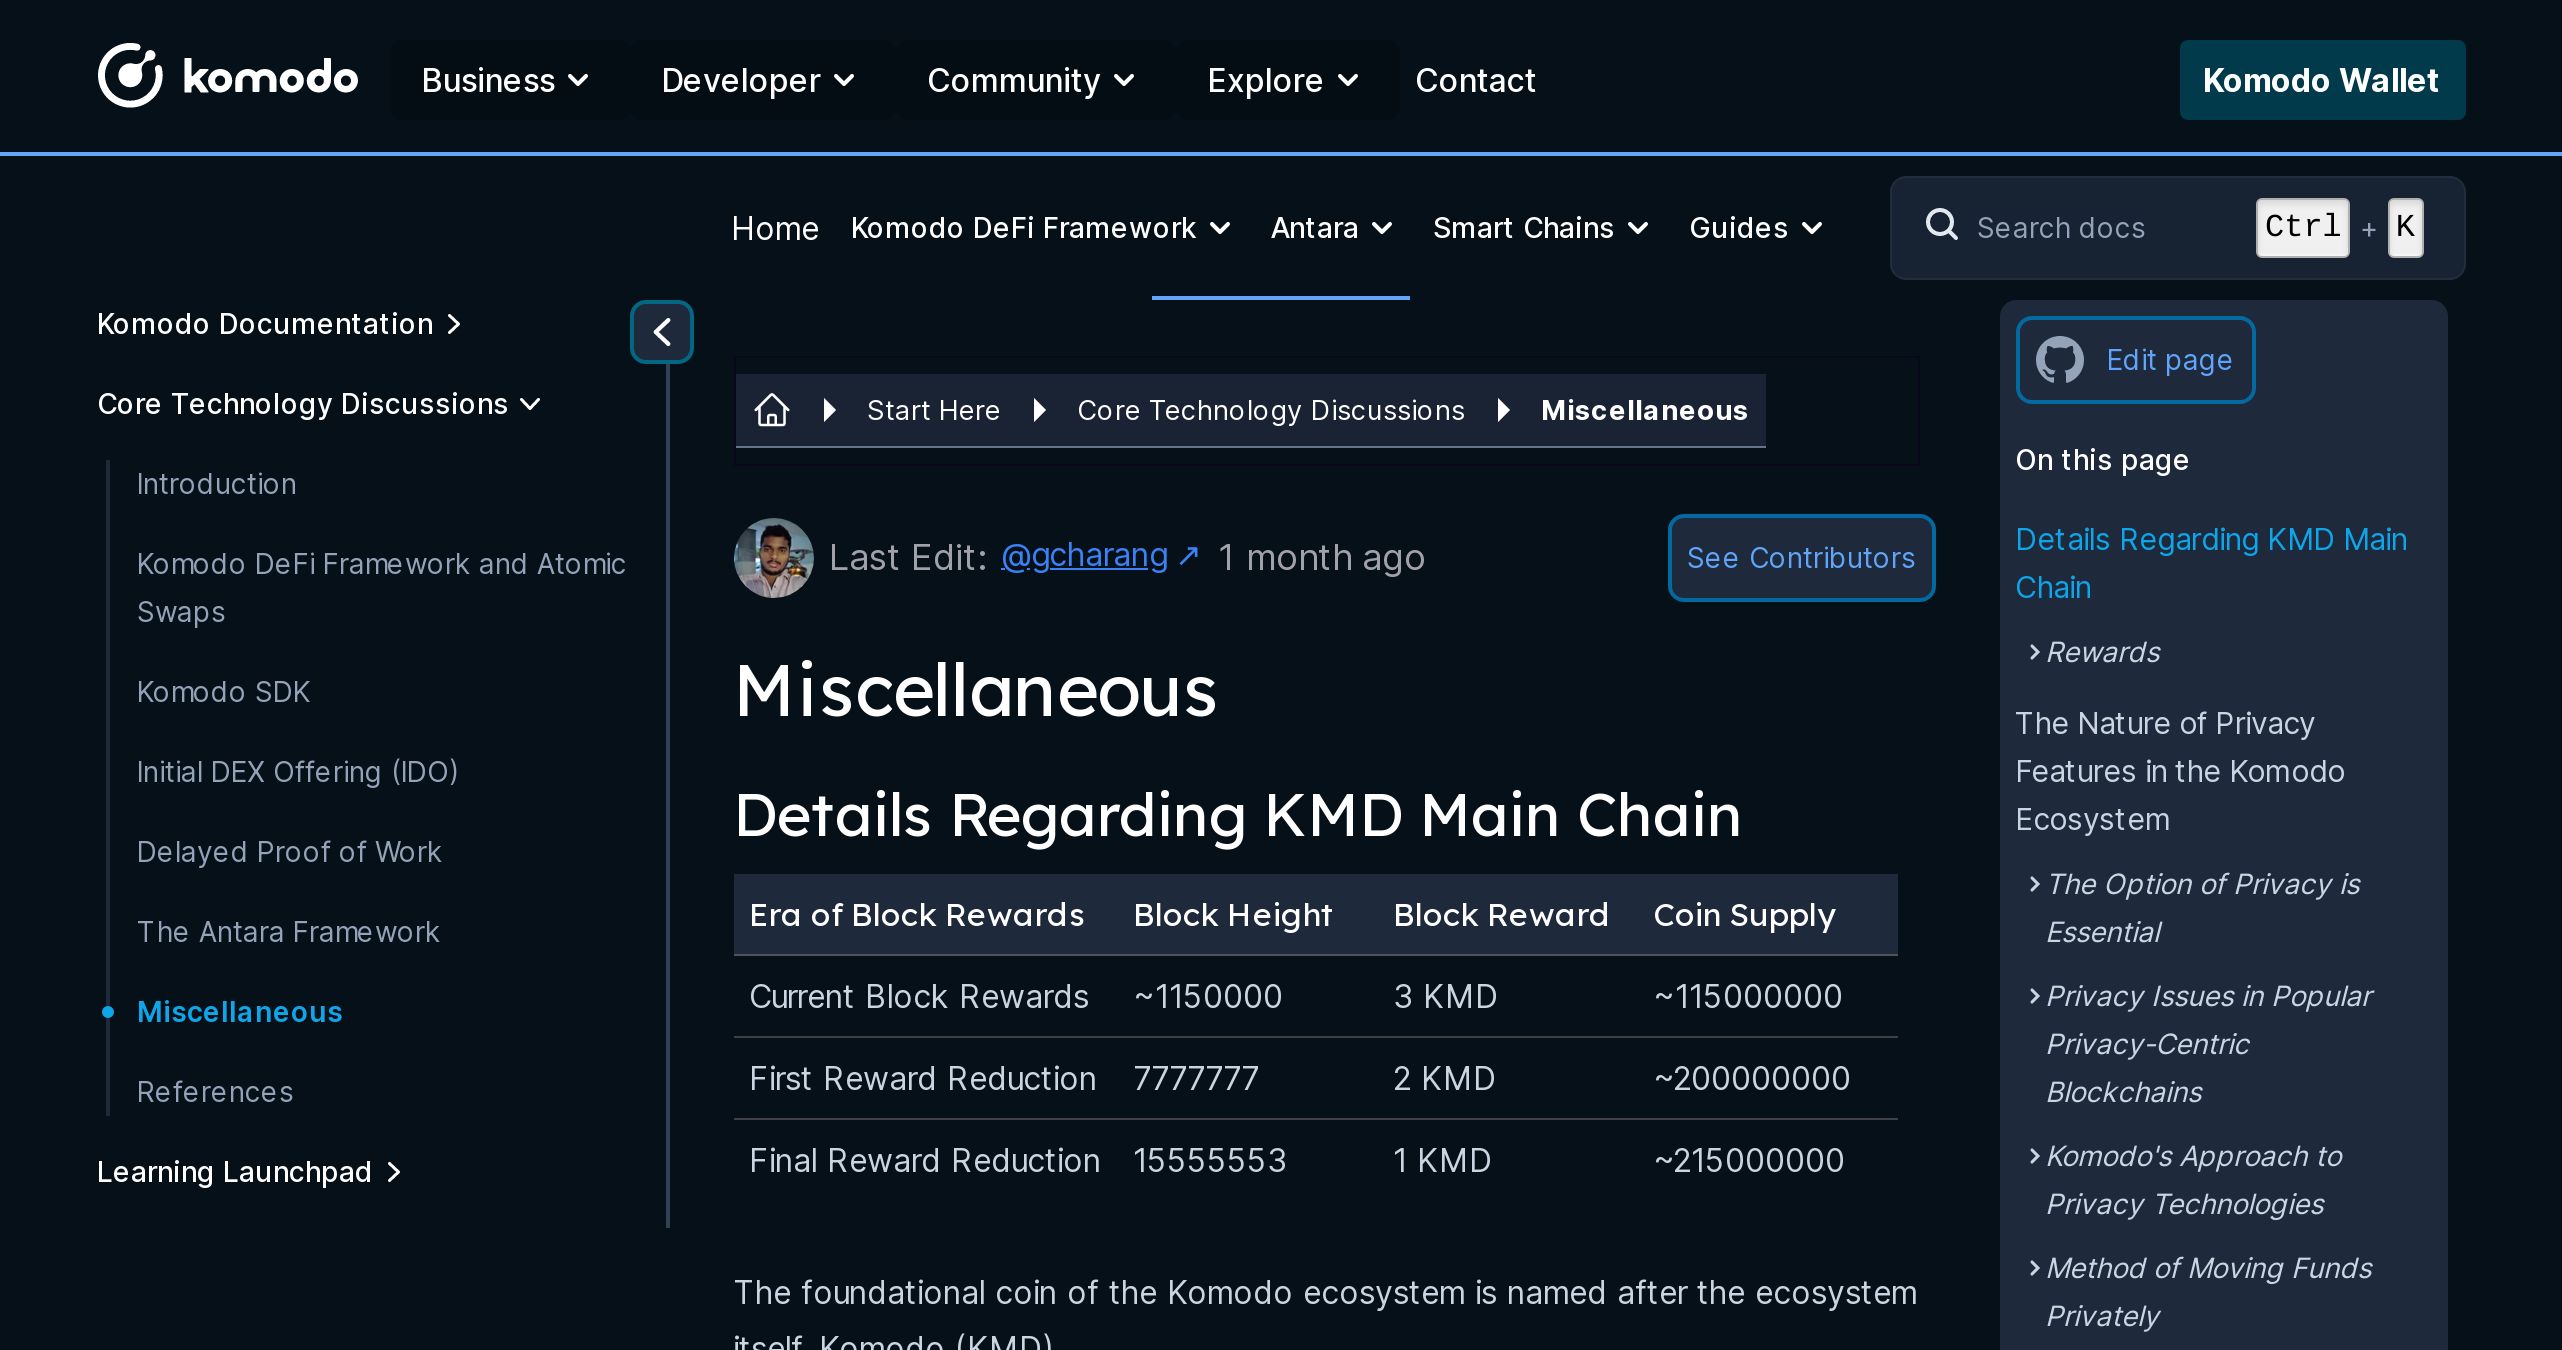 komodo Business Developer Community Explore Contact Komodo Wallet
Home Komodo DeFi Framework Antara Smart Chains Guides Search docs Ctrl + K
Komodo Documentation
Core Technology Discussions
Introduction
Komodo DeFi Framework and Atomic
Swaps
Komodo SDK
Initial DEX Offering (IDO)
Delayed Proof of Work
The Antara Framework
Miscellaneous
References
Learning Launchpad
Start Here Core Technology Discussions Miscellaneous
Last Edit: @gcharang ↗ 1 month ago See Contributors
Miscellaneous
Details Regarding KMD Main Chain
Era of Block Rewards Block Height Block Reward Coin Supply
Current Block Rewards ~1150000 3 KMD ~115000000
First Reward Reduction 7777777 2 KMD ~200000000
Final Reward Reduction 15555553 1 KMD ~215000000
The foundational coin of the Komodo ecosystem is named after the ecosystem
itself, Komodo (KMD).
Edit page
On this page
Details Regarding KMD Main
Chain
Rewards
The Nature of Privacy
Features in the Komodo
Ecosystem
The Option of Privacy is
Essential
Privacy Issues in Popular
Privacy-Centric
Blockchains
Komodo's Approach to
Privacy Technologies
Method of Moving Funds
Privately